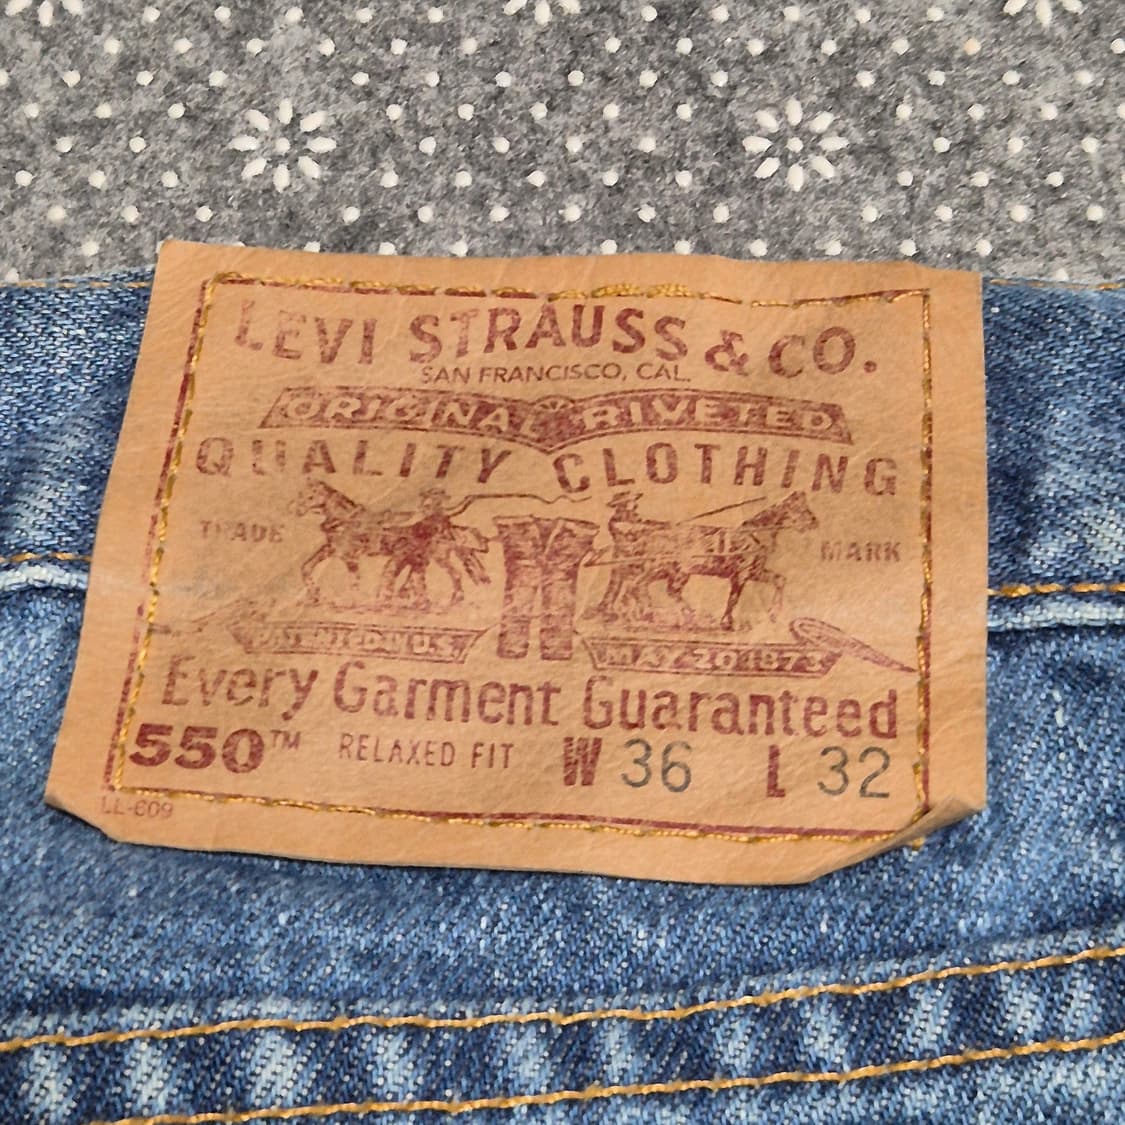 LEVI STRAUSS & CO.
SAN FRANCISCO, CAL.
ORIGINAL RIVETED
QUALITY CLOTHING
TRADE MARK
PATENTED IN U.S. MAY 20 1873
Every Garment Guaranteed
550™ RELAXED FIT W 36 L 32
LL-609